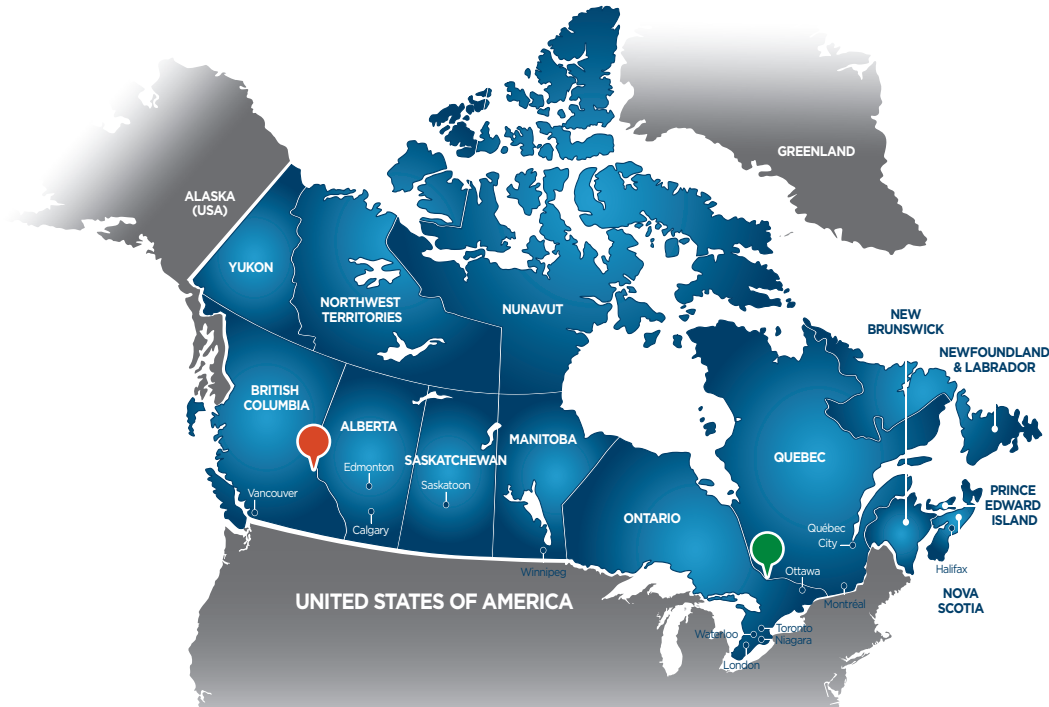 GREENLAND
ALASKA
(USA)
YUKON
NORTHWEST
TERRITORIES
NUNAVUT
NEW
BRUNSWICK
NEWFOUNDLAND
& LABRADOR
BRITISH
COLUMBIA
ALBERTA
MANITOBA
SASKATCHEWAN
QUEBEC
Edmonton
Saskatoon
Vancouver
Calgary
ONTARIO
PRINCE
EDWARD
ISLAND
Québec
City
Winnipeg
Ottawa
Halifax
UNITED STATES OF AMERICA
Montréal
NOVA
SCOTIA
Waterloo
Toronto
Niagara
London